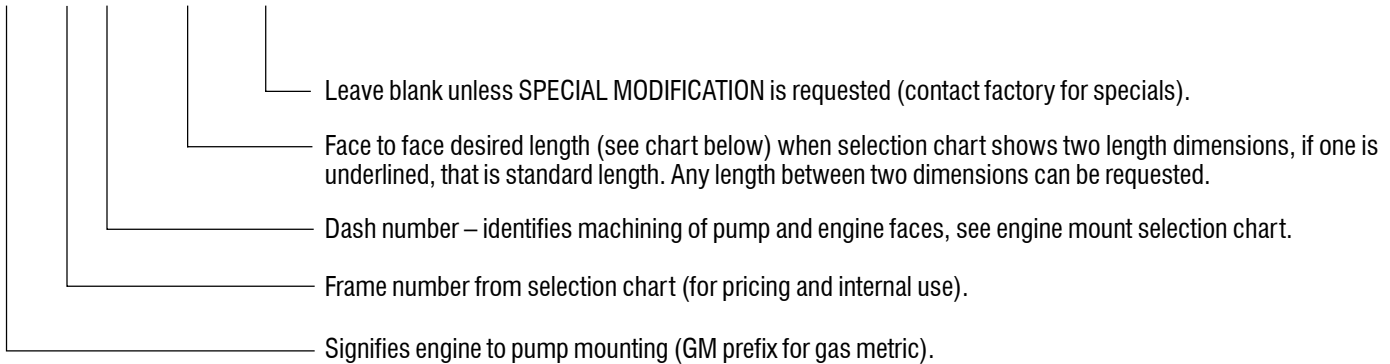 Leave blank unless SPECIAL MODIFICATION is requested (contact factory for specials).
Face to face desired length (see chart below) when selection chart shows two length dimensions, if one is
underlined, that is standard length. Any length between two dimensions can be requested.
Dash number – identifies machining of pump and engine faces, see engine mount selection chart.
Frame number from selection chart (for pricing and internal use).
Signifies engine to pump mounting (GM prefix for gas metric).